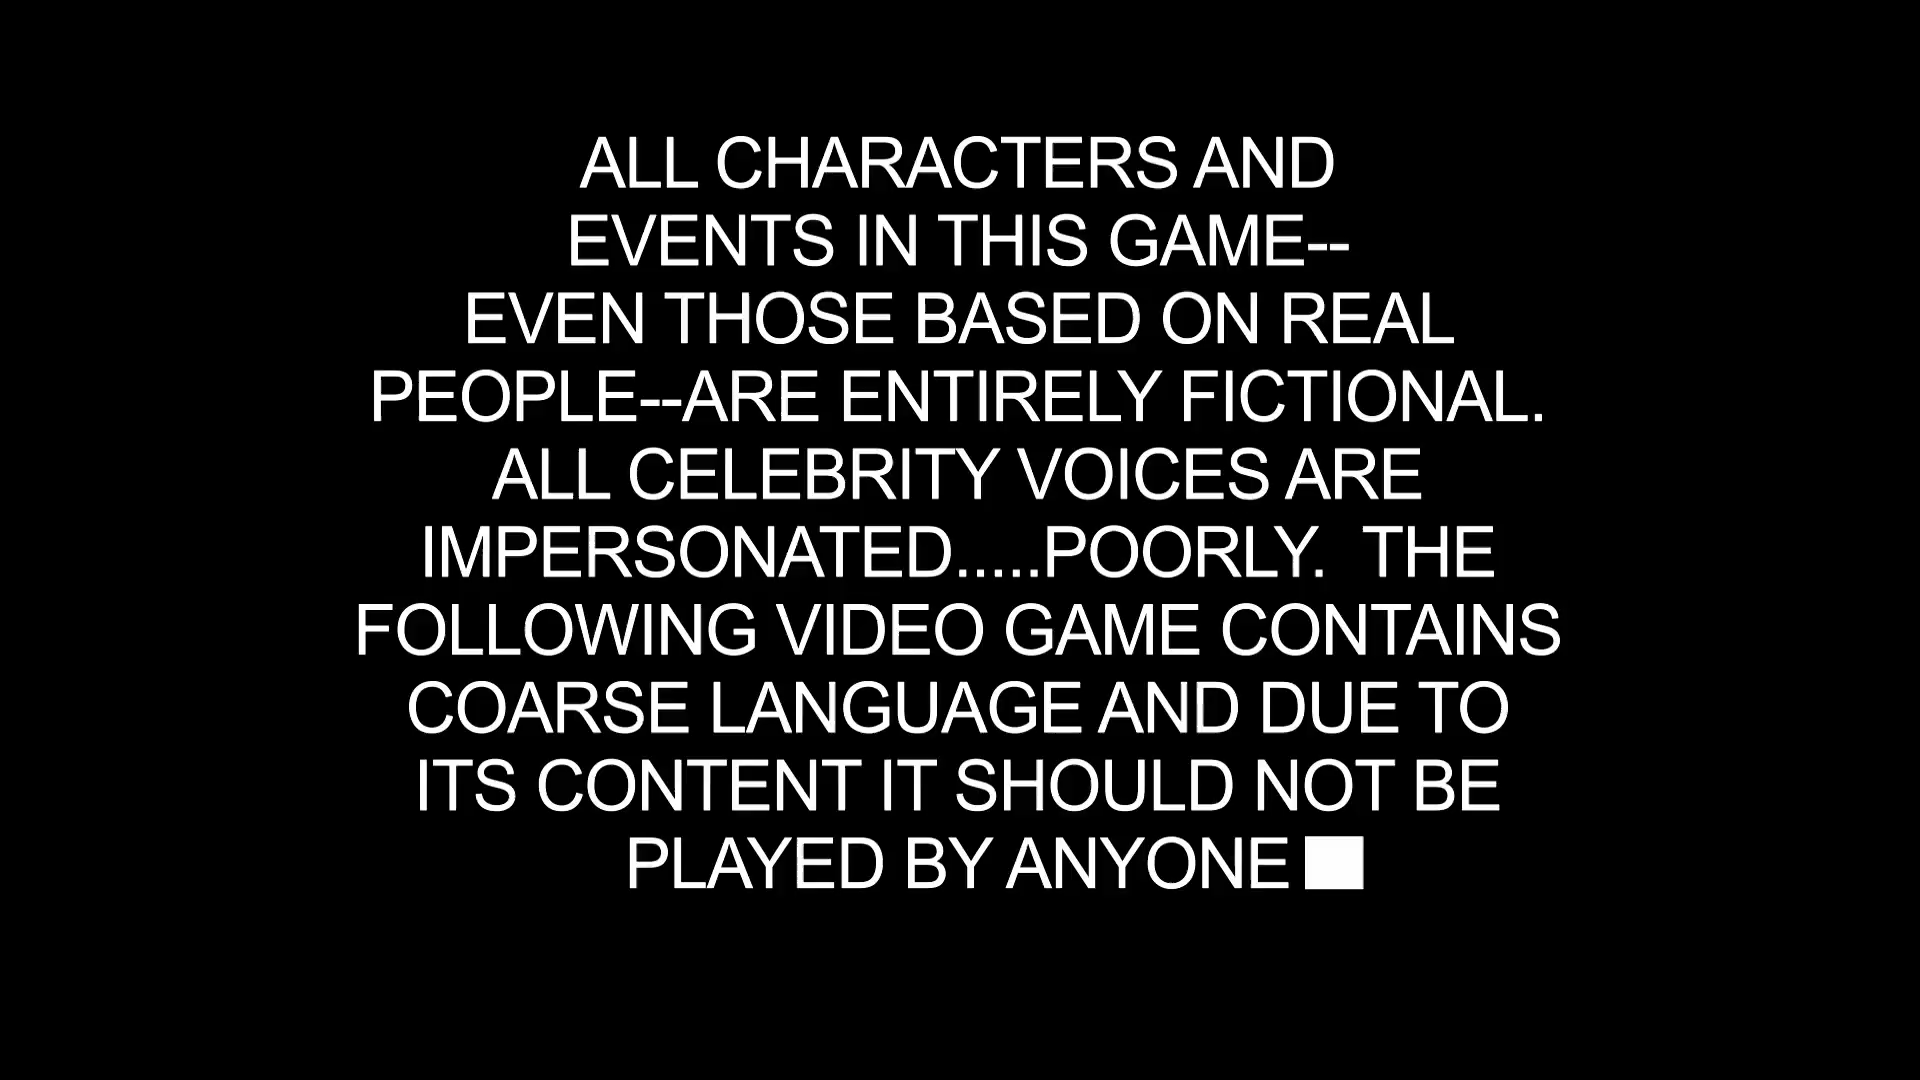 ALL CHARACTERS AND
EVENTS IN THIS GAME--
EVEN THOSE BASED ON REAL
PEOPLE--ARE ENTIRELY FICTIONAL.
ALL CELEBRITY VOICES ARE
IMPERSONATED.....POORLY.  THE
FOLLOWING VIDEO GAME CONTAINS
COARSE LANGUAGE AND DUE TO
ITS CONTENT IT SHOULD NOT BE
PLAYED BY ANYONE ■